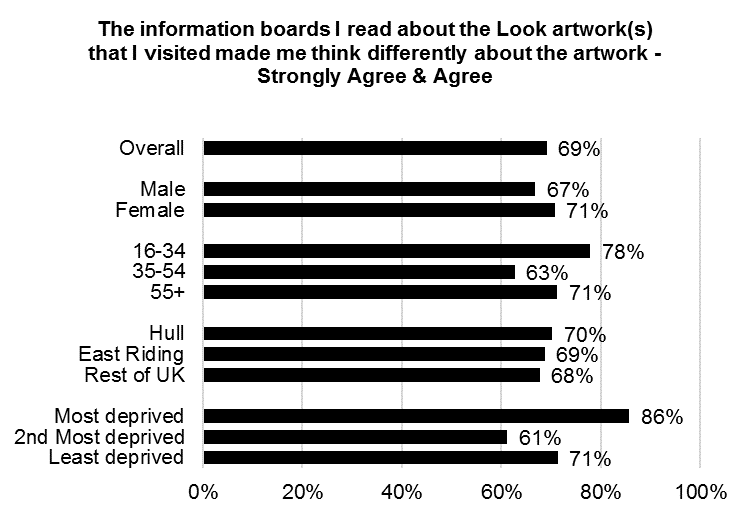 The information boards I read about the Look artwork(s)
that I visited made me think differently about the artwork -
Strongly Agree & Agree
Overall 69%
Male 67%
Female 71%
16-34 78%
35-54 63%
55+ 71%
Hull 70%
East Riding 69%
Rest of UK 68%
Most deprived 86%
2nd Most deprived 61%
Least deprived 71%
0% 20% 40% 60% 80% 100%